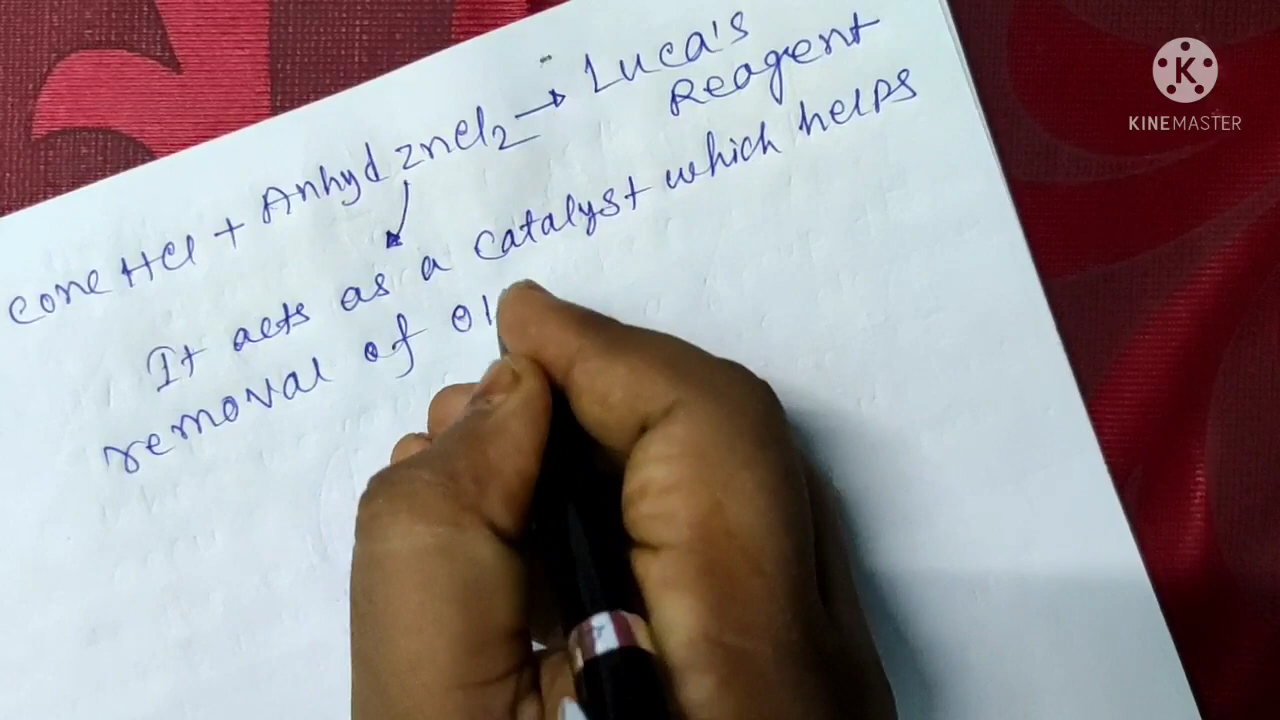 Conc HCl + Anhyd ZnCl2 → Luca's
Reagent
It acts as a catalyst which helps
removal of
KINEMASTER